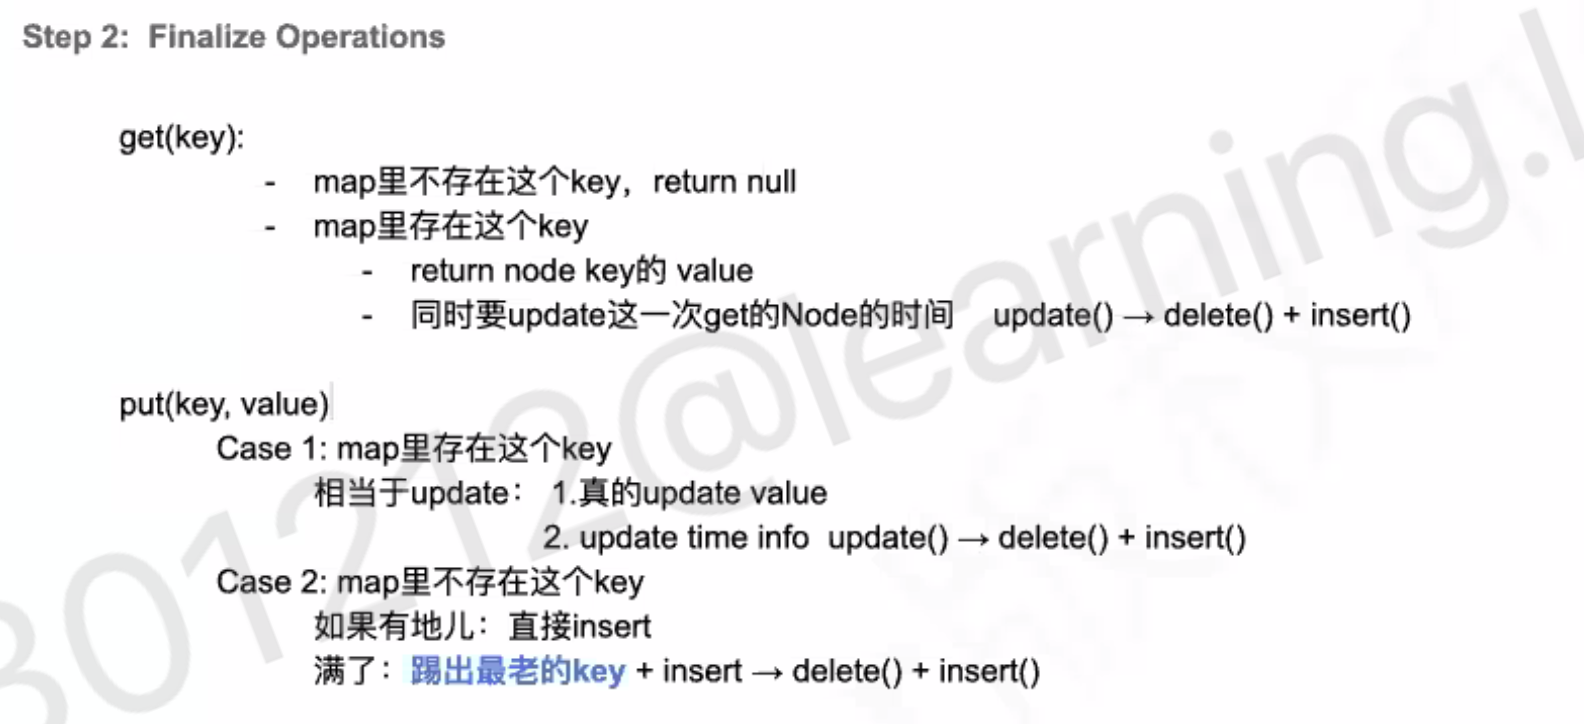 Step 2:  Finalize Operations
get(key):
- map里不存在这个key，return null
- map里存在这个key
- return node key的 value
- 同时要update这一次get的Node的时间    update() → delete() + insert()
put(key, value)
Case 1: map里存在这个key
相当于update： 1.真的update value
2. update time info  update() → delete() + insert()
Case 2: map里不存在这个key
如果有地儿：直接insert
满了：踢出最老的key + insert → delete() + insert()
301212@learning.